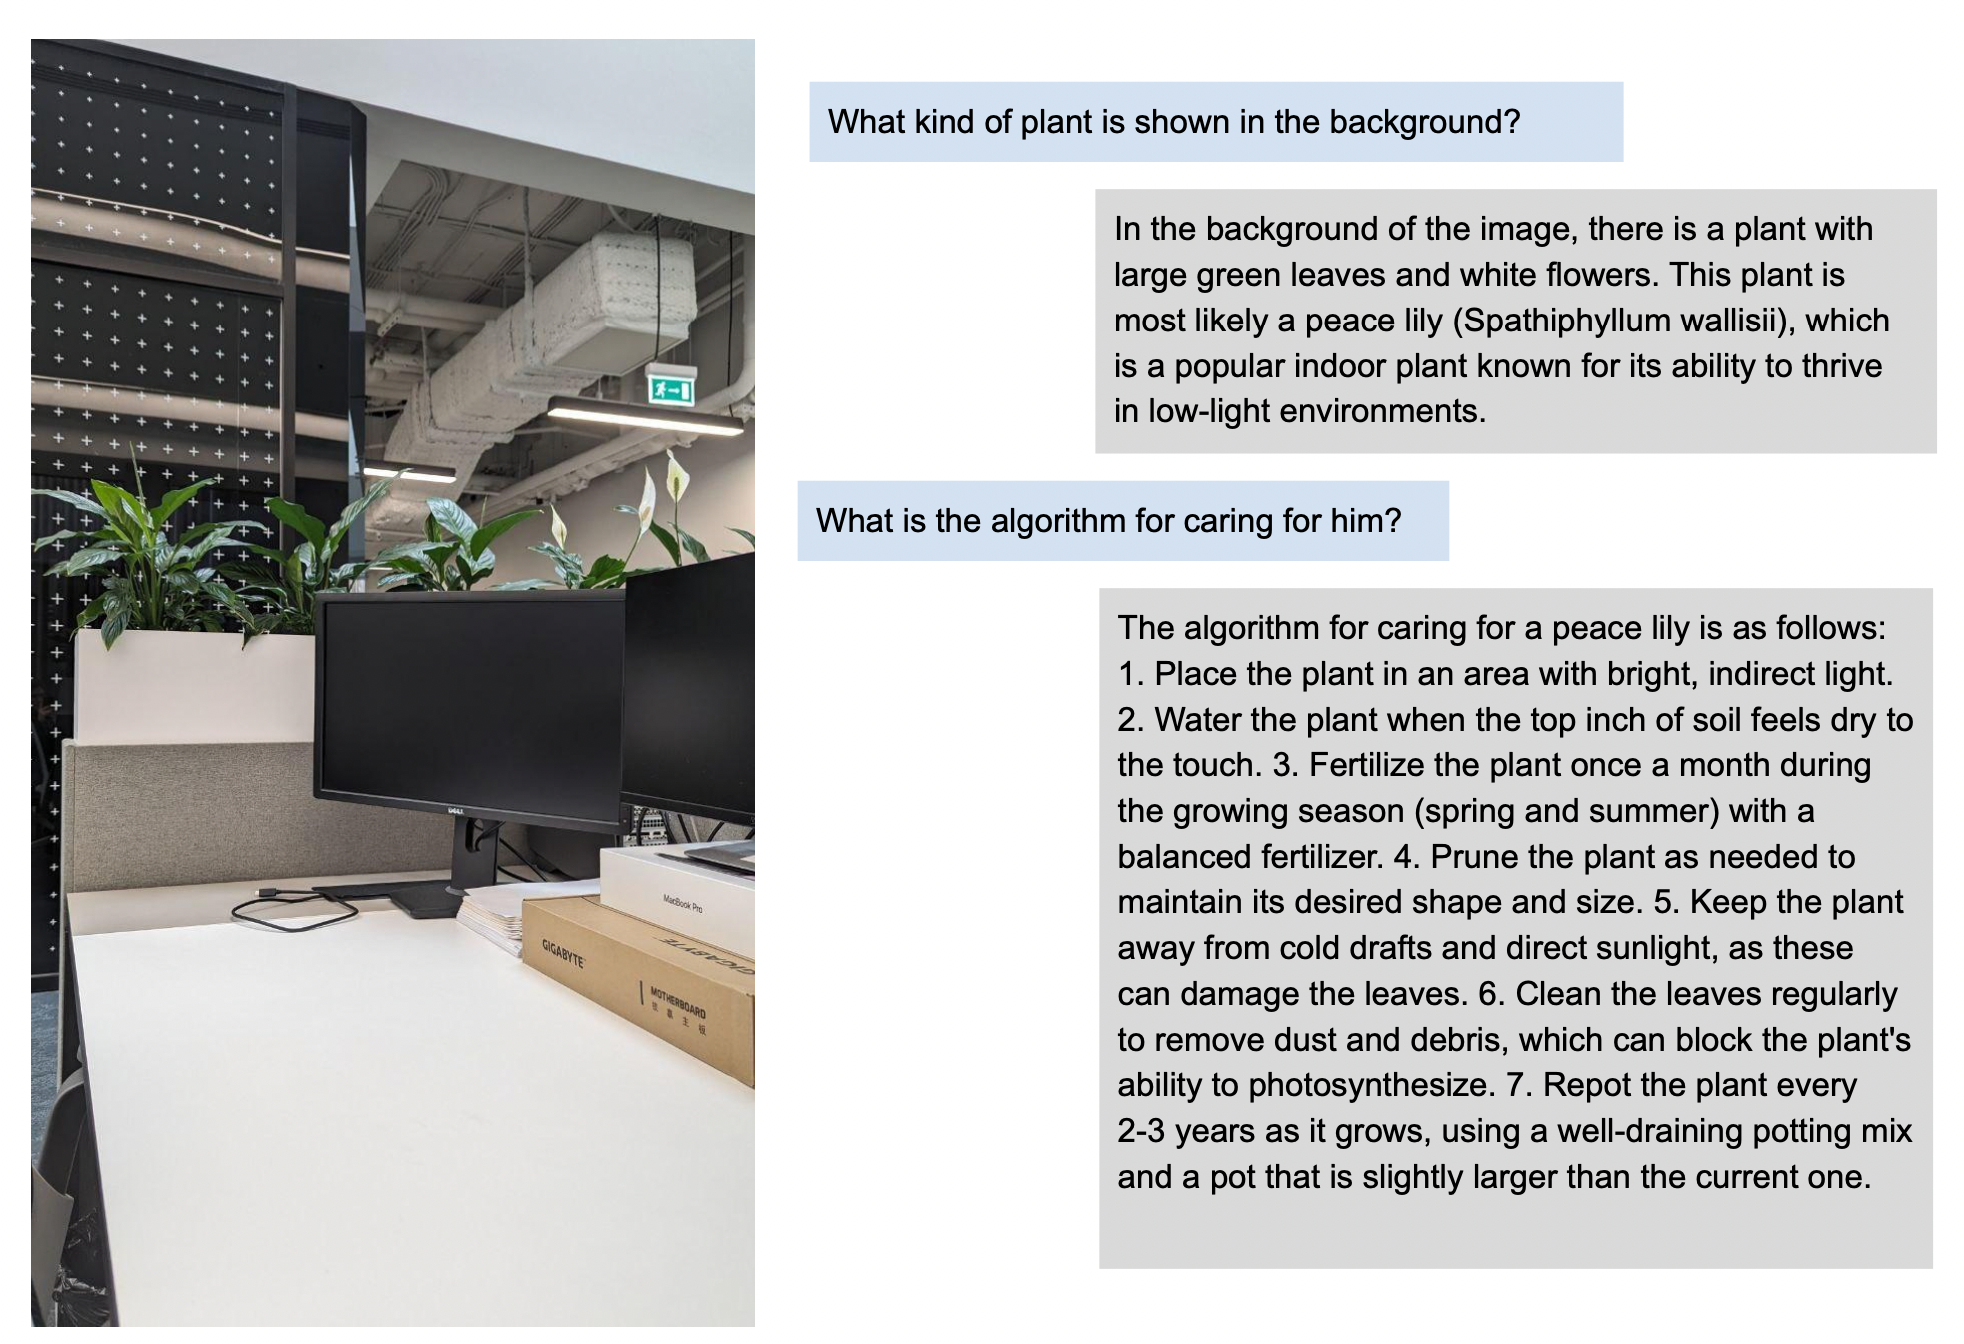 What kind of plant is shown in the background?
In the background of the image, there is a plant with
large green leaves and white flowers. This plant is
most likely a peace lily (Spathiphyllum wallisii), which
is a popular indoor plant known for its ability to thrive
in low-light environments.
What is the algorithm for caring for him?
The algorithm for caring for a peace lily is as follows:
1. Place the plant in an area with bright, indirect light.
2. Water the plant when the top inch of soil feels dry to
the touch. 3. Fertilize the plant once a month during
the growing season (spring and summer) with a
balanced fertilizer. 4. Prune the plant as needed to
maintain its desired shape and size. 5. Keep the plant
away from cold drafts and direct sunlight, as these
can damage the leaves. 6. Clean the leaves regularly
to remove dust and debris, which can block the plant's
ability to photosynthesize. 7. Repot the plant every
2-3 years as it grows, using a well-draining potting mix
and a pot that is slightly larger than the current one.
DELL
MacBook Pro
GIGABYTE
GIGABYTE
MOTHERBOARD